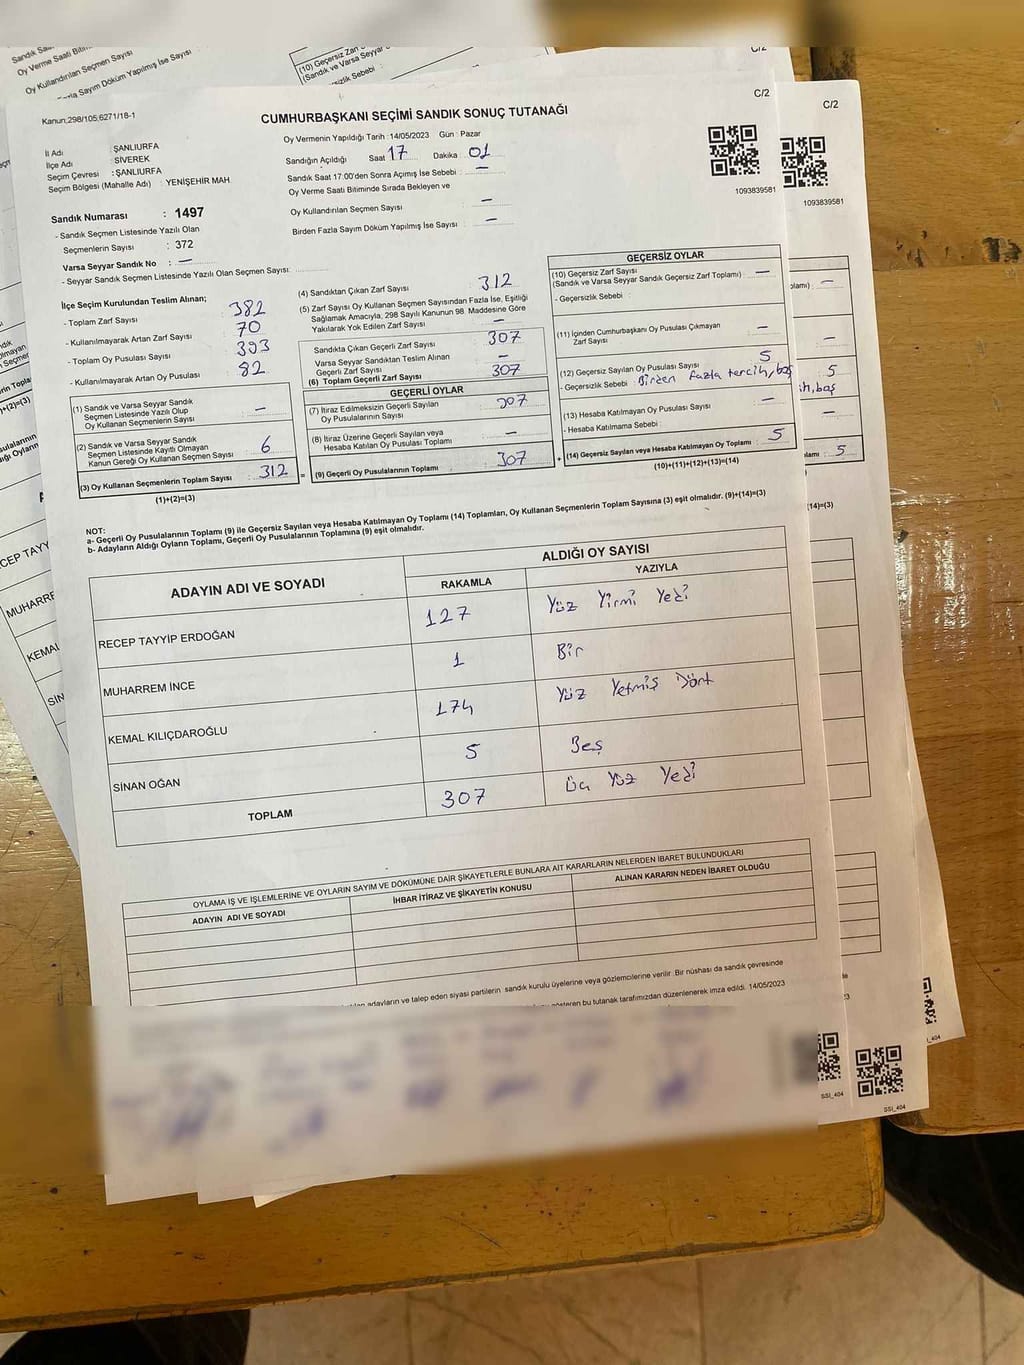 C/2
C/2
Kanun;298/105;6271/18-1
CUMHURBAŞKANI SEÇİMİ SANDIK SONUÇ TUTANAĞI
İl Adı : ŞANLIURFA
İlçe Adı : SİVEREK
Seçim Çevresi : ŞANLIURFA
Seçim Bölgesi (Mahalle Adı) : YENİŞEHİR MAH
Oy Vermenin Yapıldığı Tarih :14/05/2023 Gün : Pazar
Sandığın Açıldığı Saat 17 Dakika 01
Sandık Saat 17:00'den Sonra Açımış İse Sebebi : —
Oy Verme Saati Bitiminde Sırada Bekleyen ve
Oy Kullandırılan Seçmen Sayısı —
Birden Fazla Sayım Döküm Yapılmış İse Sayısı : —
1093839581
1093839581
Sandık Numarası : 1497
- Sandık Seçmen Listesinde Yazılı Olan
Seçmenlerin Sayısı : 372
Varsa Seyyar Sandık No : —
- Seyyar Sandık Seçmen Listesinde Yazılı Olan Seçmen Sayısı:
İlçe Seçim Kurulundan Teslim Alınan;
- Toplam Zarf Sayısı : 382
- Kullanılmayarak Artan Zarf Sayısı : 70
- Toplam Oy Pusulası Sayısı : 393
- Kullanılmayarak Artan Oy Pusulası : 82
(1) Sandık ve Varsa Seyyar Sandık
Seçmen Listesinde Yazılı Olup
Oy Kullanan Seçmenlerin Sayısı : —
(2) Sandık ve Varsa Seyyar Sandık
Seçmen Listesinde Kayıtlı Olmayan
Kanun Gereği Oy Kullanan Seçmen Sayısı : 6
(3) Oy Kullanan Seçmenlerin Toplam Sayısı : 312
(1)+(2)=(3)
(4) Sandıktan Çıkan Zarf Sayısı : 312
(5) Zarf Sayısı Oy Kullanan Seçmen Sayısından Fazla İse, Eşitliği
Sağlamak Amacıyla; 298 Sayılı Kanunun 98. Maddesine Göre
Yakılarak Yok Edilen Zarf Sayısı : —
Sandıkta Çıkan Geçerli Zarf Sayısı : 307
Varsa Seyyar Sandıktan Teslim Alınan
Geçerli Zarf Sayısı : —
(6) Toplam Geçerli Zarf Sayısı : 307
GEÇERLİ OYLAR
(7) İtiraz Edilmeksizin Geçerli Sayılan
Oy Pusulalarının Sayısı : 307
(8) İtiraz Üzerine Geçerli Sayılan veya
Hesaba Katılan Oy Pusulası Toplamı : —
= (9) Geçerli Oy Pusulalarının Toplamı : 307
GEÇERSİZ OYLAR
(10) Geçersiz Zarf Sayısı
(Sandık ve Varsa Seyyar Sandık Geçersiz Zarf Toplamı) : —
- Geçersizlik Sebebi :
(11) İçinden Cumhurbaşkanı Oy Pusulası Çıkmayan
Zarf Sayısı : —
(12) Geçersiz Sayılan Oy Pusulası Sayısı : 5
- Geçersizlik Sebebi : Birden fazla tercih, boş
(13) Hesaba Katılmayan Oy Pusulası Sayısı : —
- Hesaba Katılmama Sebebi :
+ (14) Geçersiz Sayılan veya Hesaba Katılmayan Oy Toplamı : 5
(10)+(11)+(12)+(13)=(14)
NOT:
a- Geçerli Oy Pusulalarının Toplamı (9) ile Geçersiz Sayılan veya Hesaba Katılmayan Oy Toplamı (14) Toplamları, Oy Kullanan Seçmenlerin Toplam Sayısına (3) eşit olmalıdır. (9)+(14)=(3)
b- Adayların Aldığı Oyların Toplamı, Geçerli Oy Pusulalarının Toplamına (9) eşit olmalıdır.
ADAYIN ADI VE SOYADI ALDIĞI OY SAYISI
RAKAMLA YAZIYLA
RECEP TAYYİP ERDOĞAN 127 Yüz Yirmi Yedi
MUHARREM İNCE 1 Bir
KEMAL KILIÇDAROĞLU 174 Yüz Yetmiş Dört
SİNAN OĞAN 5 Beş
TOPLAM 307 Üç Yüz Yedi
OYLAMA İŞ VE İŞLEMLERİNE VE OYLARIN SAYIM VE DÖKÜMÜNE DAİR ŞİKAYETLERLE BUNLARA AİT KARARLARIN NELERDEN İBARET BULUNDUKLARI
ADAYIN ADI VE SOYADI İHBAR İTİRAZ VE ŞİKAYETİN KONUSU ALINAN KARARIN NEDEN İBARET OLDUĞU
adayların ve talep eden siyasi partilerin sandık kurulu üyelerine veya gözlemcilerine verilir. Bir nüshası da sandık çevresinde
gösteren bu tutanak tarafımızdan düzenlenerek imza edildi. 14/05/2023
SSI_404
SSI_404